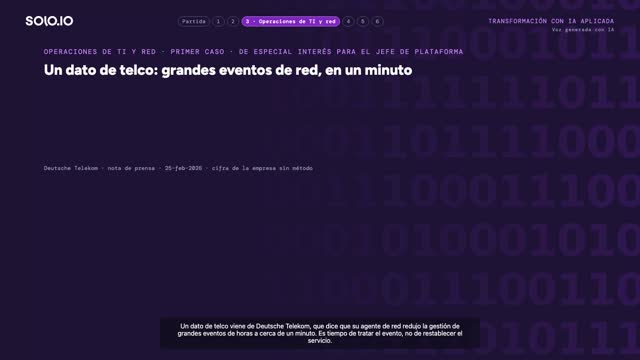 SOLO.IO
Partida 1 2 3 · Operaciones de TI y red 4 5 6
TRANSFORMACIÓN CON IA APLICADA
Voz generada con IA
OPERACIONES DE TI Y RED · PRIMER CASO · DE ESPECIAL INTERÉS PARA EL JEFE DE PLATAFORMA
Un dato de telco: grandes eventos de red, en un minuto
Deutsche Telekom · nota de prensa · 25-feb-2026 · cifra de la empresa sin método
Un dato de telco viene de Deutsche Telekom, que dice que su agente de red redujo la gestión de
grandes eventos de horas a cerca de un minuto. Es tiempo de tratar el evento, no de restablecer el
servicio.